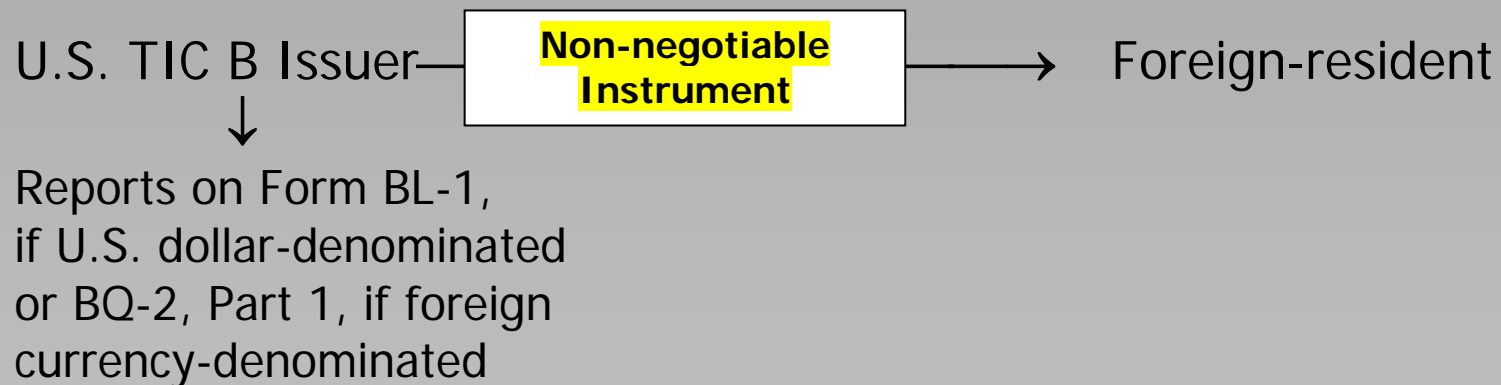 U.S. TIC B Issuer
Non-negotiable
Instrument
Foreign-resident
Reports on Form BL-1,
if U.S. dollar-denominated
or BQ-2, Part 1, if foreign
currency-denominated